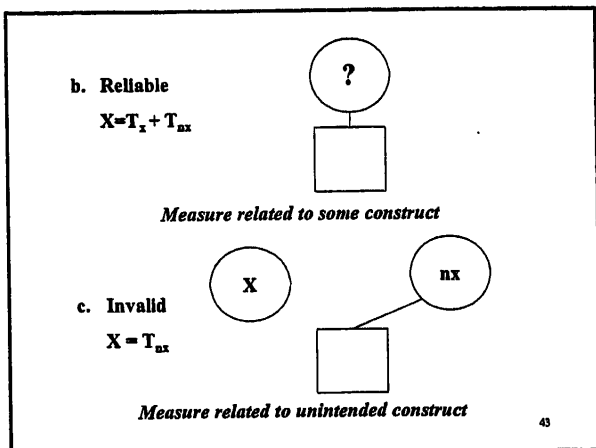 b. Reliable
?
X=Tx + Tnx
Measure related to some construct
X
nx
c. Invalid
X = Tnx
Measure related to unintended construct
43